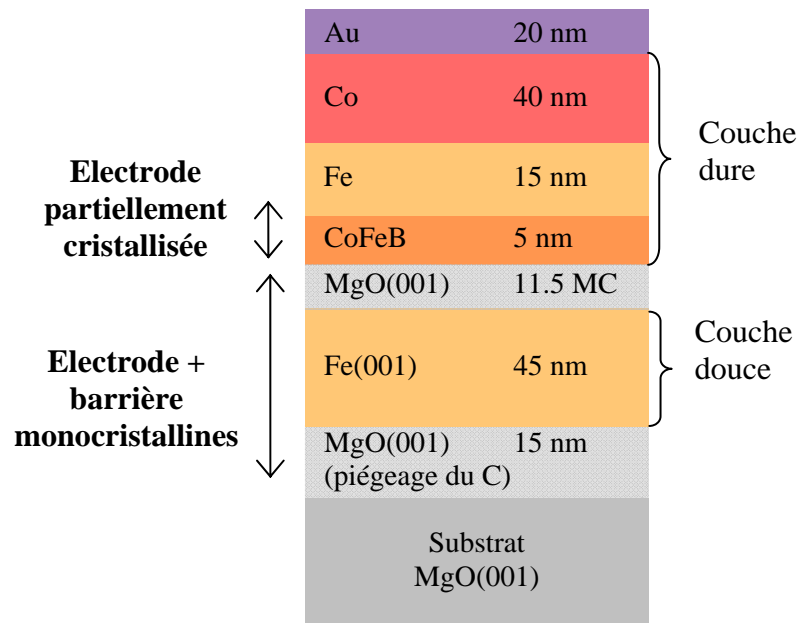 Au 20 nm
Co 40 nm
Couche
dure
Fe 15 nm
Electrode
partiellement
cristallisée
CoFeB 5 nm
MgO(001) 11.5 MC
Fe(001) 45 nm
Couche
douce
Electrode +
barrière
monocristallines
MgO(001) 15 nm
(piégeage du C)
Substrat
MgO(001)